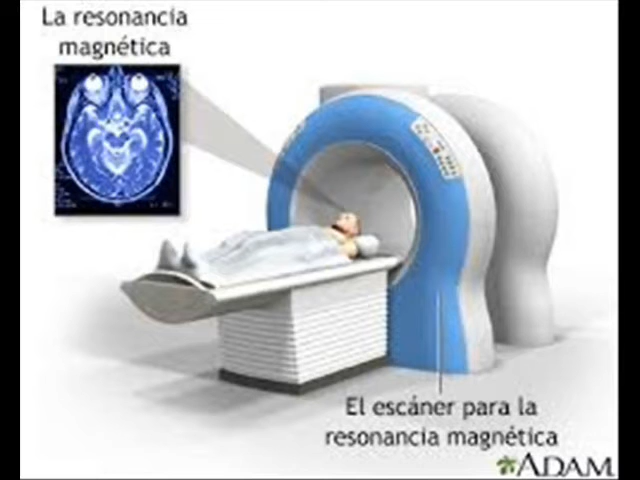 La resonancia
magnética
El escáner para la
resonancia magnética
ADAM